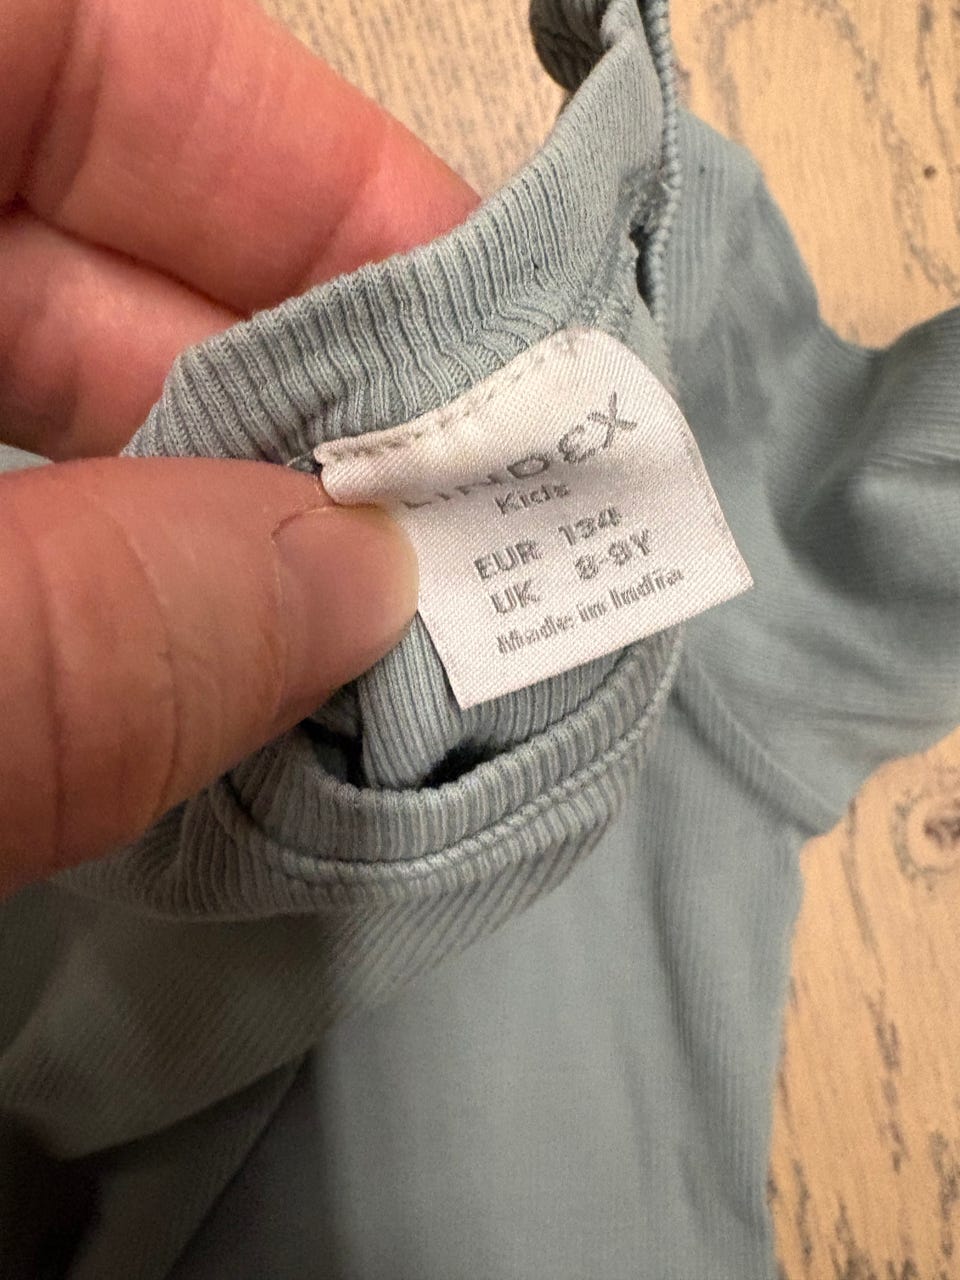 LINDEX
Kids
EUR 134
UK 8-9Y
Made in India